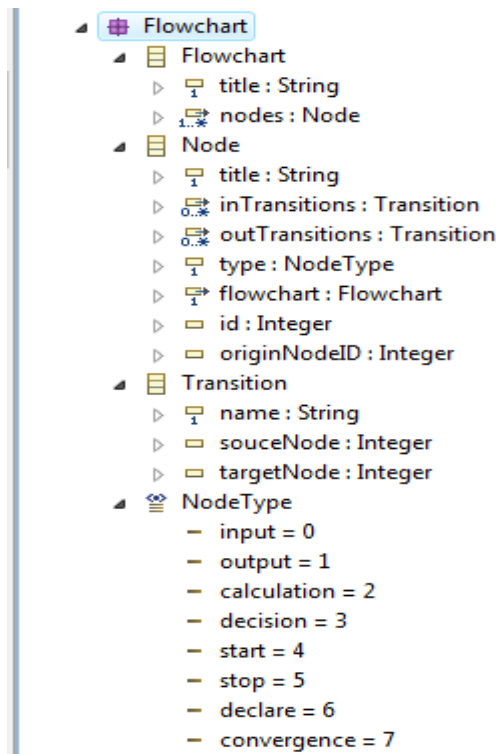 Flowchart
Flowchart
title : String
nodes : Node
Node
title : String
inTransitions : Transition
outTransitions : Transition
type : NodeType
flowchart : Flowchart
id : Integer
originNodeID : Integer
Transition
name : String
souceNode : Integer
targetNode : Integer
NodeType
input = 0
output = 1
calculation = 2
decision = 3
start = 4
stop = 5
declare = 6
convergence = 7